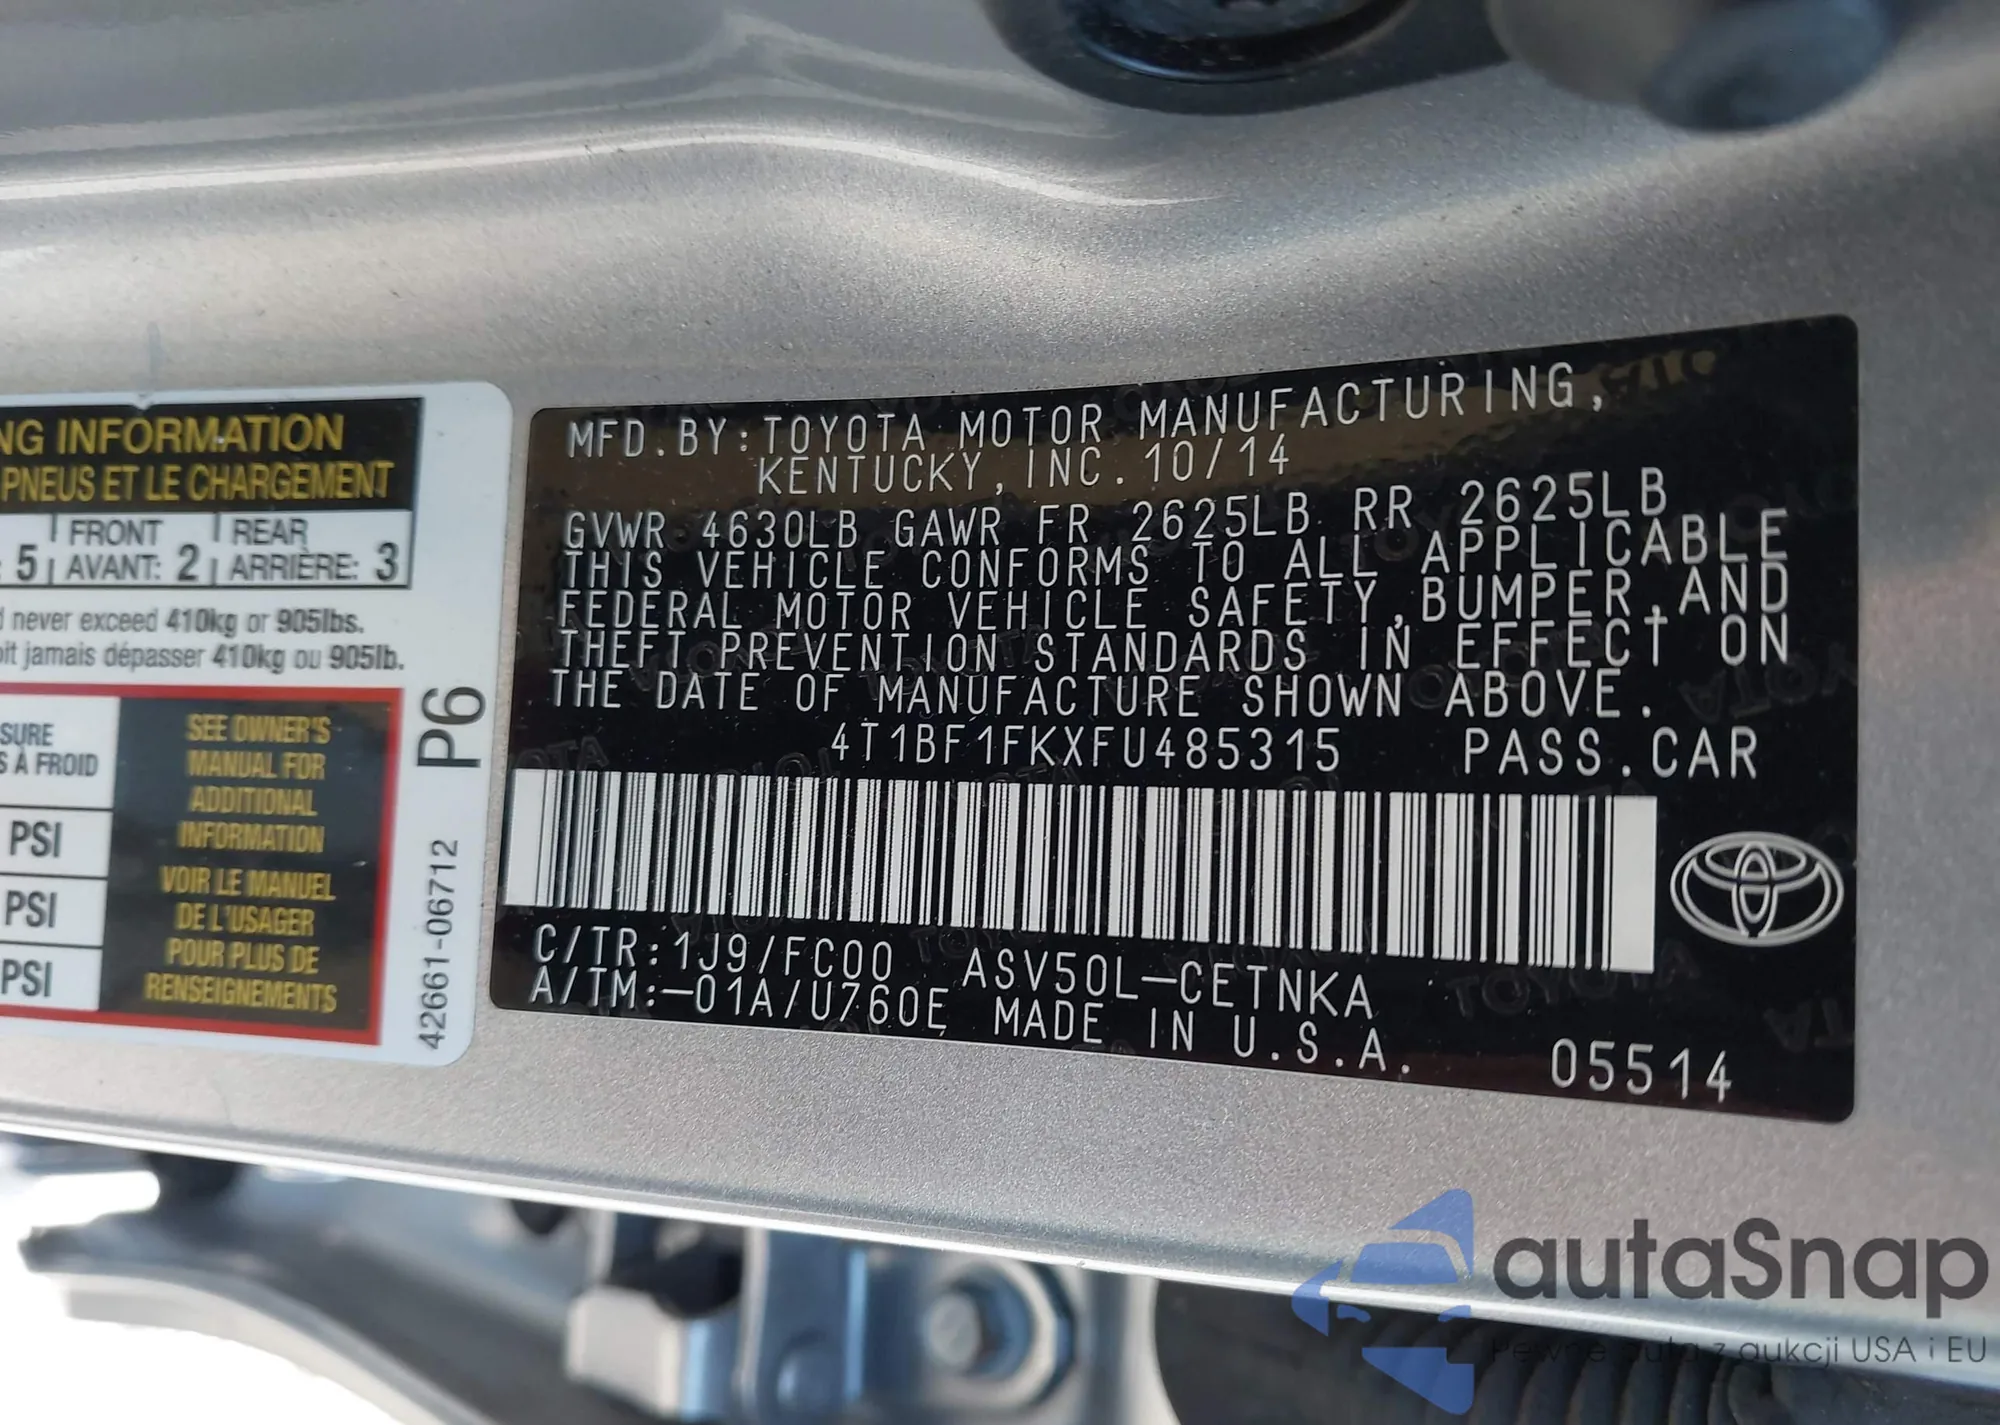 NG INFORMATION
PNEUS ET LE CHARGEMENT
5 FRONT AVANT: 2 REAR ARRIÈRE: 3
never exceed 410kg or 905lbs.
jamais dépasser 410kg ou 905lb.
SURE
À FROID
PSI
PSI
PSI
SEE OWNER'S
MANUAL FOR
ADDITIONAL
INFORMATION
VOIR LE MANUEL
DE L'USAGER
POUR PLUS DE
RENSEIGNEMENTS
P6
42661-06712
MFD.BY:TOYOTA MOTOR MANUFACTURING,
KENTUCKY,INC.10/14
GVWR 4630LB GAWR FR 2625LB RR 2625LB
THIS VEHICLE CONFORMS TO ALL APPLICABLE
FEDERAL MOTOR VEHICLE SAFETY,BUMPER,AND
THEFT PREVENTION STANDARDS IN EFFECT ON
THE DATE OF MANUFACTURE SHOWN ABOVE.
4T1BF1FKXFU485315 PASS.CAR
C/TR:1J9/FC00 ASV50L-CETNKA
A/TM:-01A/U760E MADE IN U.S.A.
05514
autaSnap
Pewne auta z aukcji USA i EU